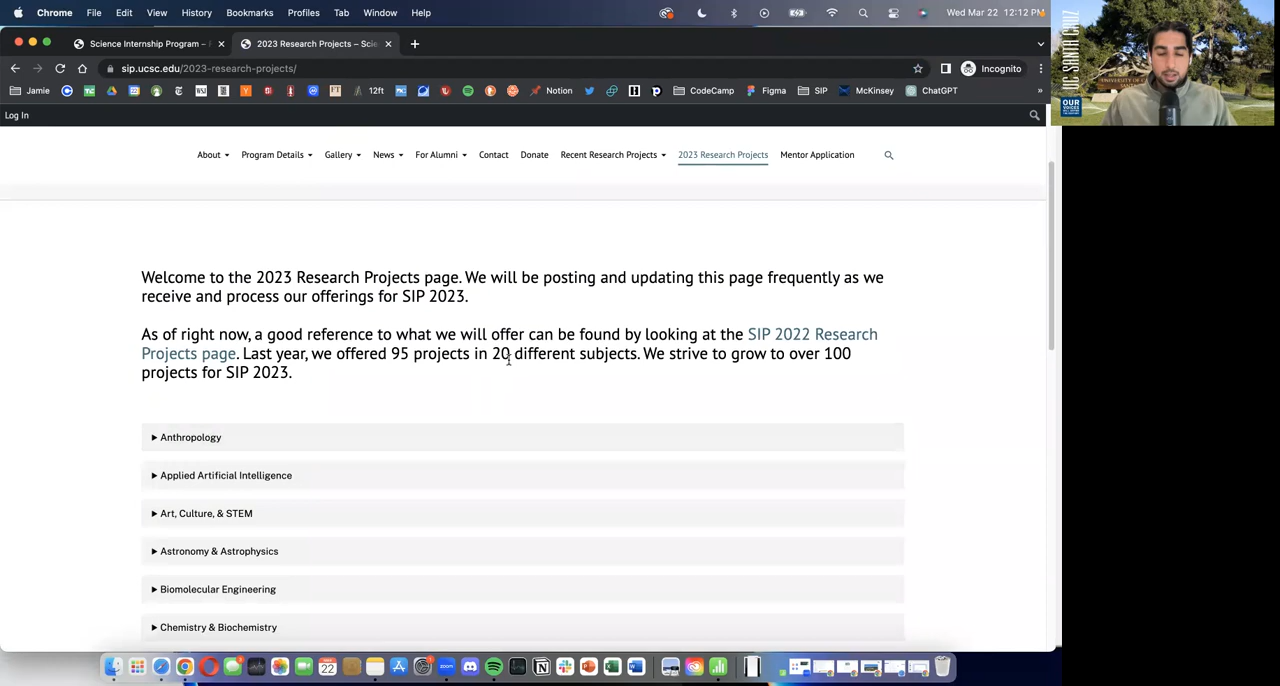 Chrome File Edit View History Bookmarks Profiles Tab Window Help Wed Mar 22 12:12 PM
Science Internship Program – 2023 Research Projects – Scie
sip.ucsc.edu/2023-research-projects/ Incognito
Jamie 12ft Notion CodeCamp Figma SIP McKinsey ChatGPT »
Log In
About Program Details Gallery News For Alumni Contact Donate Recent Research Projects 2023 Research Projects Mentor Application
Welcome to the 2023 Research Projects page. We will be posting and updating this page frequently as we
receive and process our offerings for SIP 2023.
As of right now, a good reference to what we will offer can be found by looking at the SIP 2022 Research
Projects page. Last year, we offered 95 projects in 20 different subjects. We strive to grow to over 100
projects for SIP 2023.
Anthropology
Applied Artificial Intelligence
Art, Culture, & STEM
Astronomy & Astrophysics
Biomolecular Engineering
Chemistry & Biochemistry
UC SANTA CRUZ
OUR
VOICES